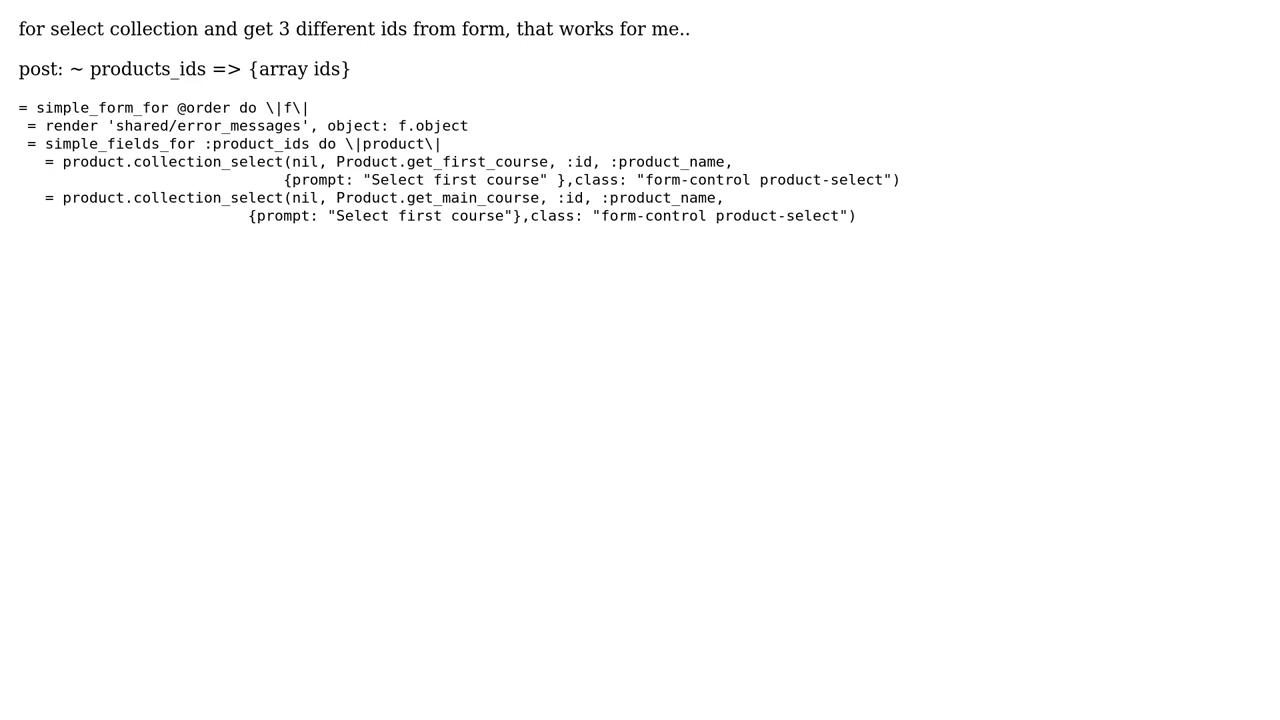 for select collection and get 3 different ids from form, that works for me..
post: ~ products_ids => {array ids}
= simple_form_for @order do \|f\|
 = render 'shared/error_messages', object: f.object
 = simple_fields_for :product_ids do \|product\|
   = product.collection_select(nil, Product.get_first_course, :id, :product_name,
                              {prompt: "Select first course" },class: "form-control product-select")
   = product.collection_select(nil, Product.get_main_course, :id, :product_name,
                          {prompt: "Select first course"},class: "form-control product-select")